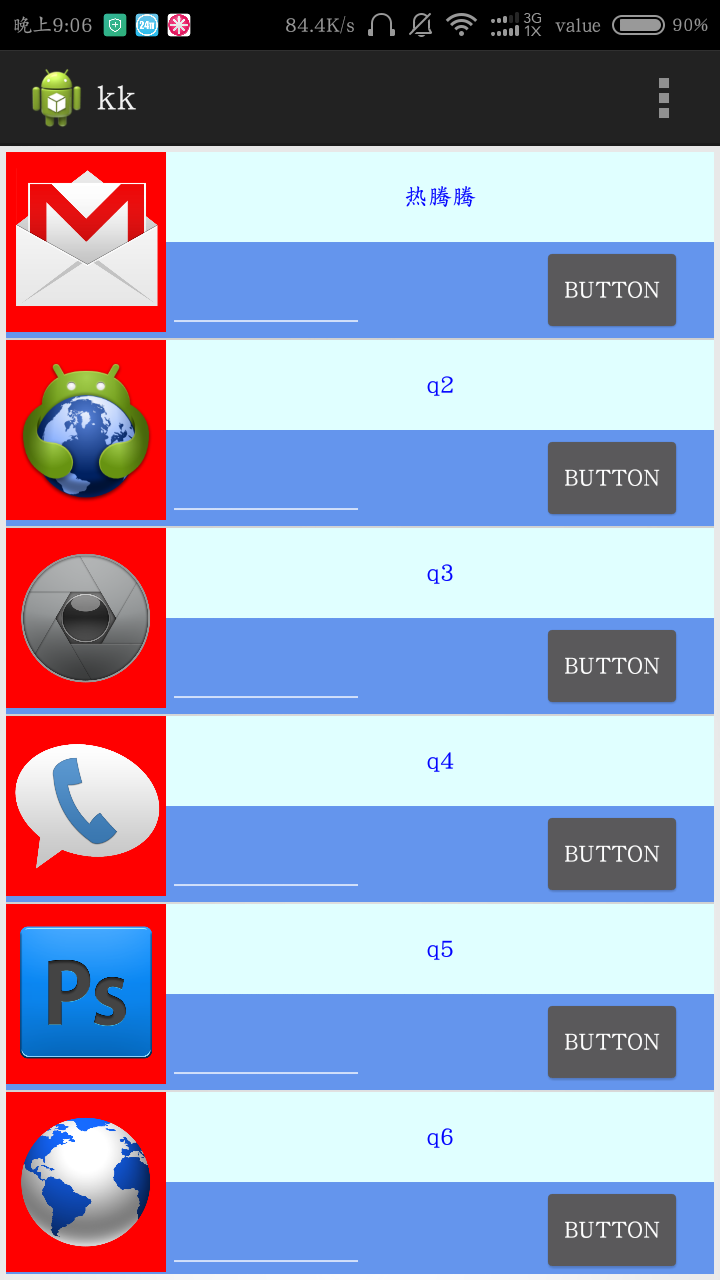 晚上9:06 24h 84.4K/s 3G 1X value 90%
kk
热腾腾
BUTTON
q2
BUTTON
q3
BUTTON
q4
BUTTON
Ps
q5
BUTTON
q6
BUTTON